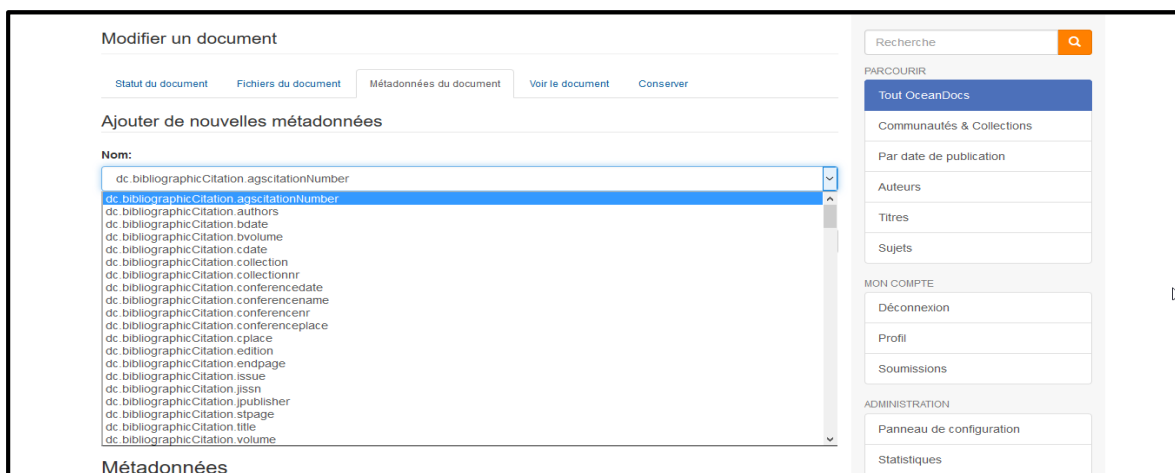 Modifier un document
Statut du document Fichiers du document Métadonnées du document Voir le document Conserver
Ajouter de nouvelles métadonnées
Nom:
dc.bibliographicCitation.agscitationNumber
dc.bibliographicCitation.agscitationNumber
dc.bibliographicCitation.authors
dc.bibliographicCitation.bdate
dc.bibliographicCitation.bvolume
dc.bibliographicCitation.cdate
dc.bibliographicCitation.collection
dc.bibliographicCitation.collectionnr
dc.bibliographicCitation.conferencedate
dc.bibliographicCitation.conferencename
dc.bibliographicCitation.conferencenr
dc.bibliographicCitation.conferenceplace
dc.bibliographicCitation.cplace
dc.bibliographicCitation.edition
dc.bibliographicCitation.endpage
dc.bibliographicCitation.issue
dc.bibliographicCitation.jissn
dc.bibliographicCitation.jpublisher
dc.bibliographicCitation.stpage
dc.bibliographicCitation.title
dc.bibliographicCitation.volume
Métadonnées
Recherche
PARCOURIR
Tout OceanDocs
Communautés & Collections
Par date de publication
Auteurs
Titres
Sujets
MON COMPTE
Déconnexion
Profil
Soumissions
ADMINISTRATION
Panneau de configuration
Statistiques